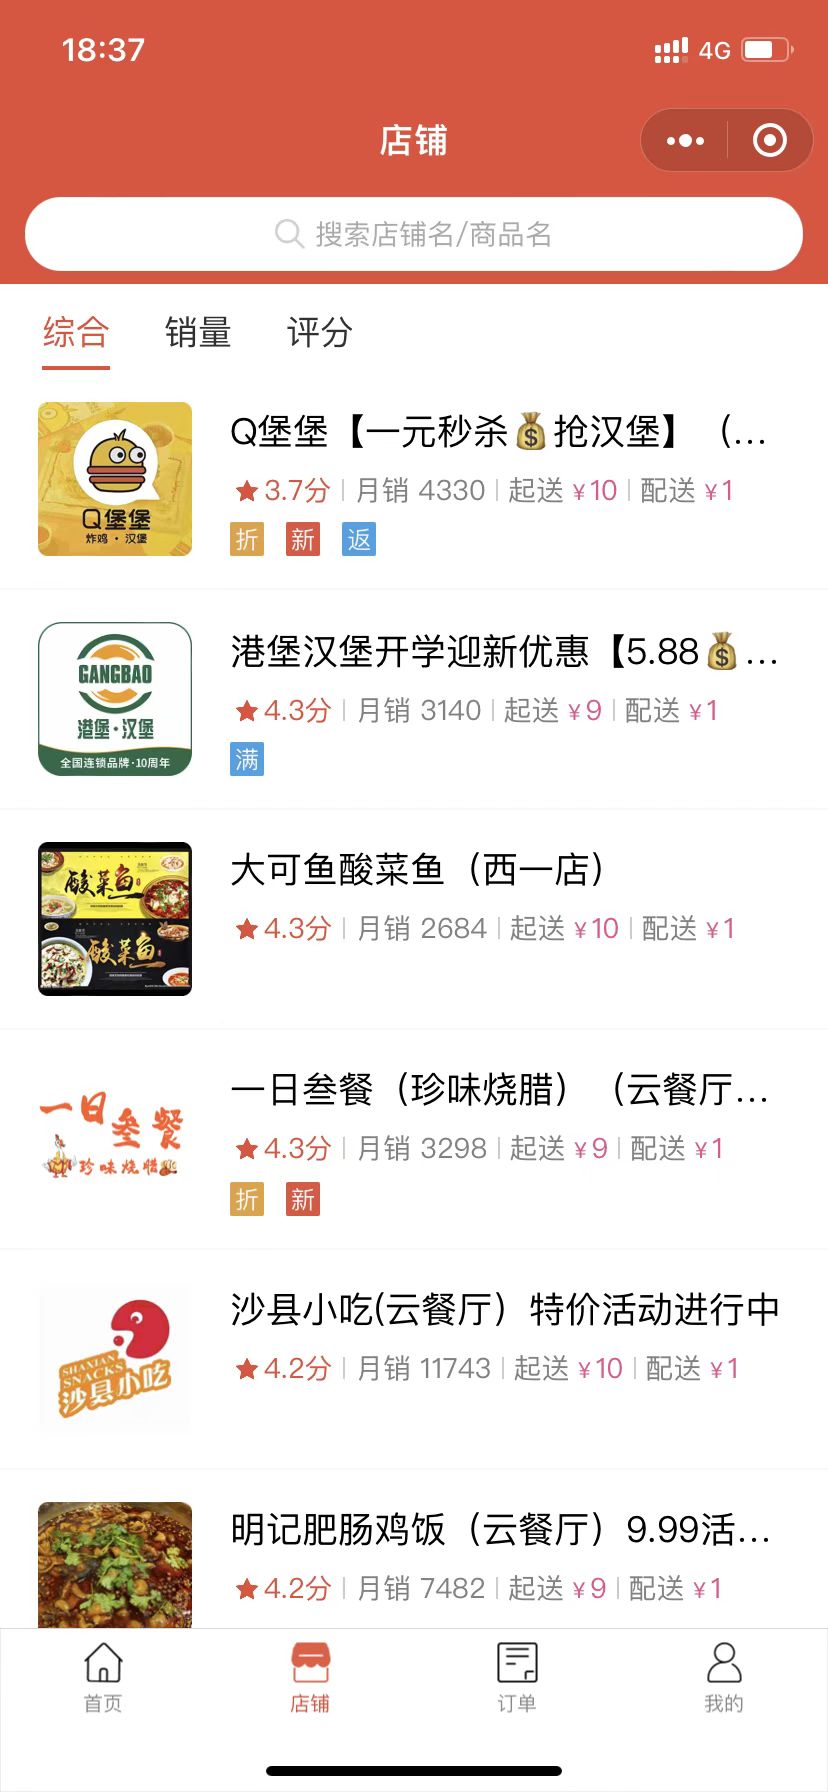 18:37
4G
店铺
搜索店铺名/商品名
综合 销量 评分
Q堡堡【一元秒杀💰抢汉堡】（...
3.7分 月销 4330 起送 ¥10 配送 ¥1
折 新 返
Q堡堡
炸鸡·汉堡
港堡汉堡开学迎新优惠【5.88💰...
4.3分 月销 3140 起送 ¥9 配送 ¥1
满
GANGBAO
港堡·汉堡
全国连锁品牌·10周年
大可鱼酸菜鱼（西一店）
4.3分 月销 2684 起送 ¥10 配送 ¥1
酸菜鱼
酸菜鱼
一日叁餐（珍味烧腊）（云餐厅...
4.3分 月销 3298 起送 ¥9 配送 ¥1
折 新
一日叁餐
珍味烧腊
沙县小吃(云餐厅）特价活动进行中
4.2分 月销 11743 起送 ¥10 配送 ¥1
SHAXIAN
SNACKS
沙县小吃
明记肥肠鸡饭（云餐厅）9.99活...
4.2分 月销 7482 起送 ¥9 配送 ¥1
首页 店铺 订单 我的